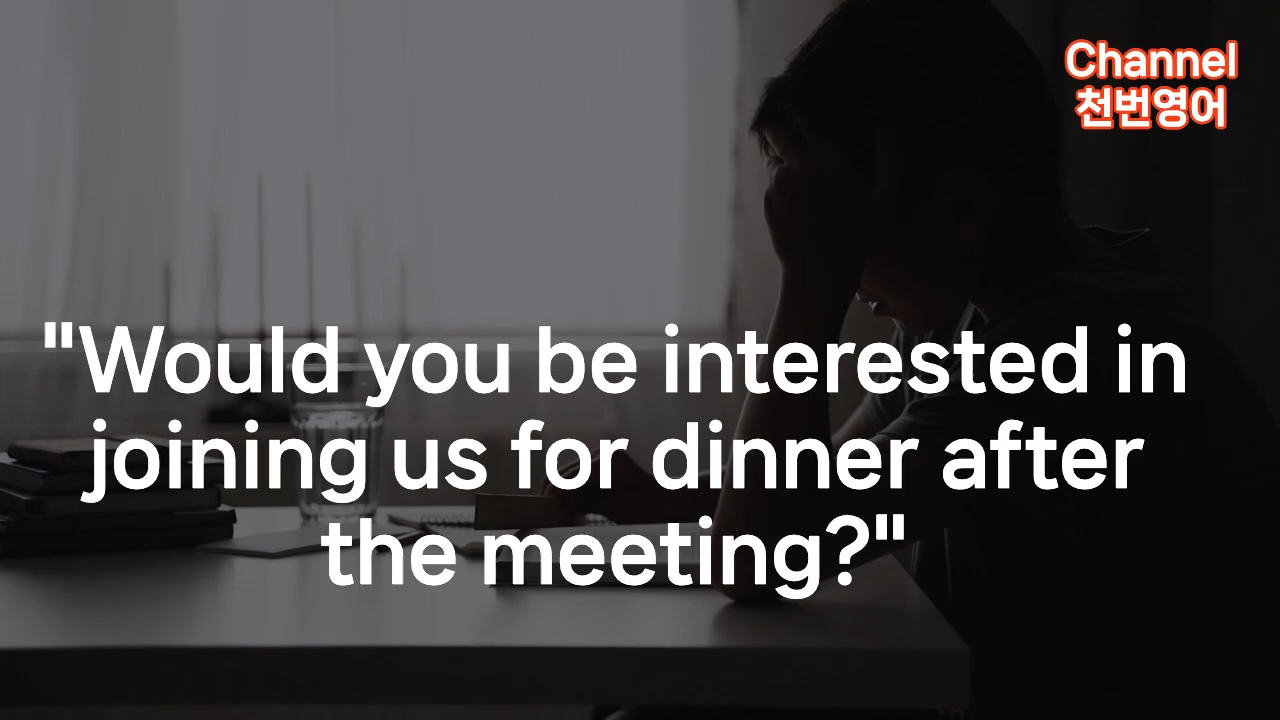 Channel
천번영어
"Would you be interested in
joining us for dinner after
the meeting?"